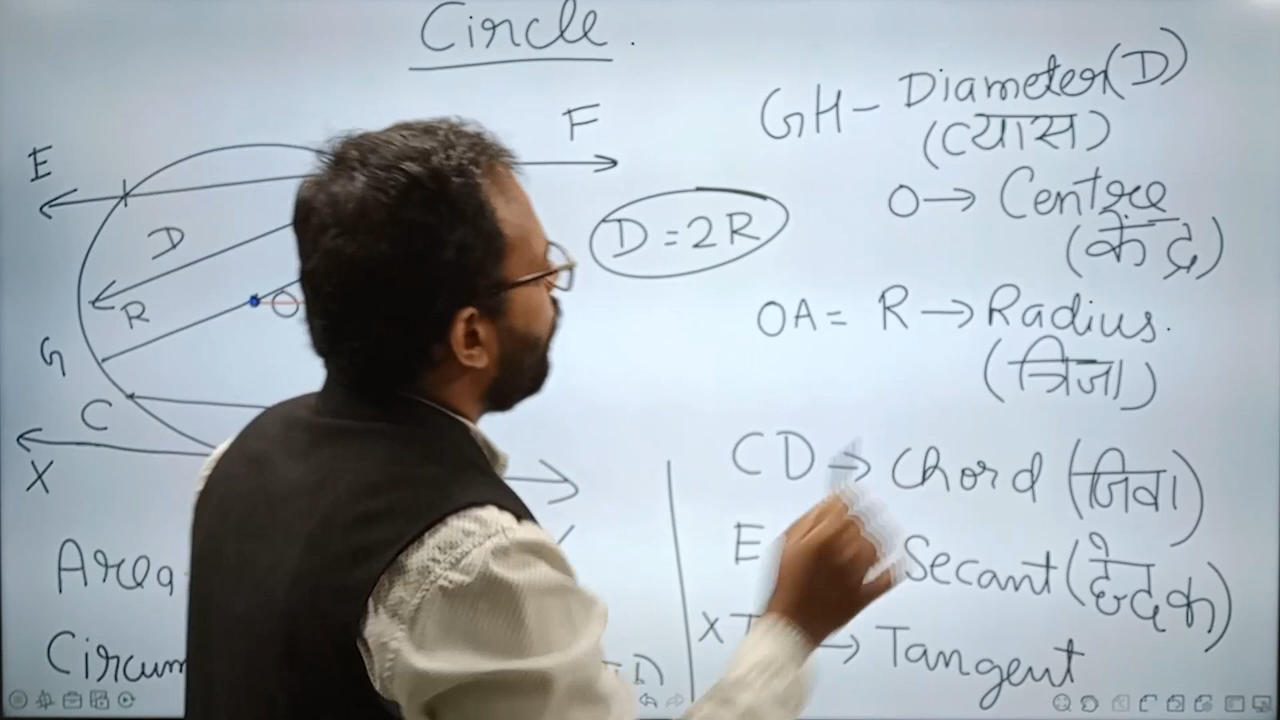 Circle.
E
F
D
R
O
G
C
X
D = 2R
Area
Circum
GH - Diameter (D)
(व्यास)
O → Centre
(केंद्र)
OA = R → Radius.
(त्रिजा)
CD → Chord (जिवा)
E Secant (छेदक)
X → Tangent